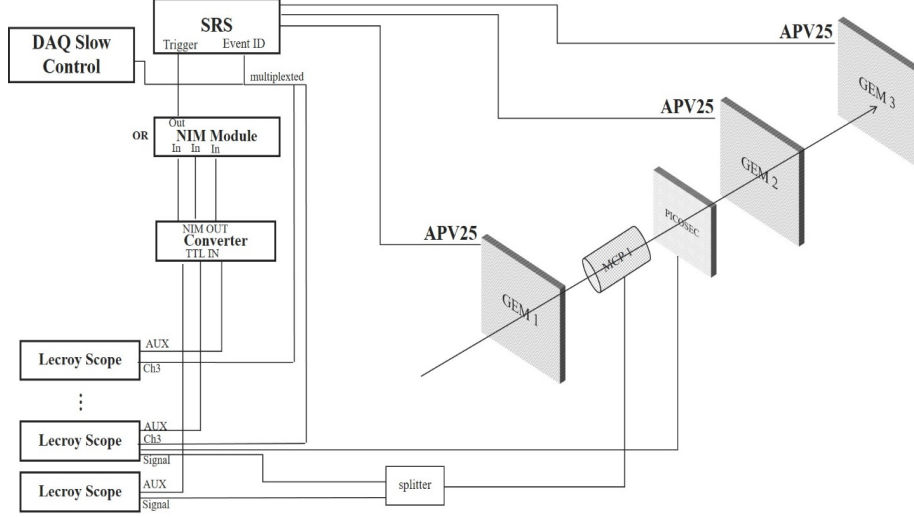 SRS
Trigger Event ID
DAQ Slow
Control
multiplexted
APV25
GEM 3
APV25
GEM 2
Out
OR NIM Module
In In In
PICOSEC
NIM OUT
Converter
TTL IN
APV25
MCP 1
GEM 1
AUX
Lecroy Scope
Ch3
AUX
Lecroy Scope
Ch3
Signal
AUX
Lecroy Scope
Signal
splitter